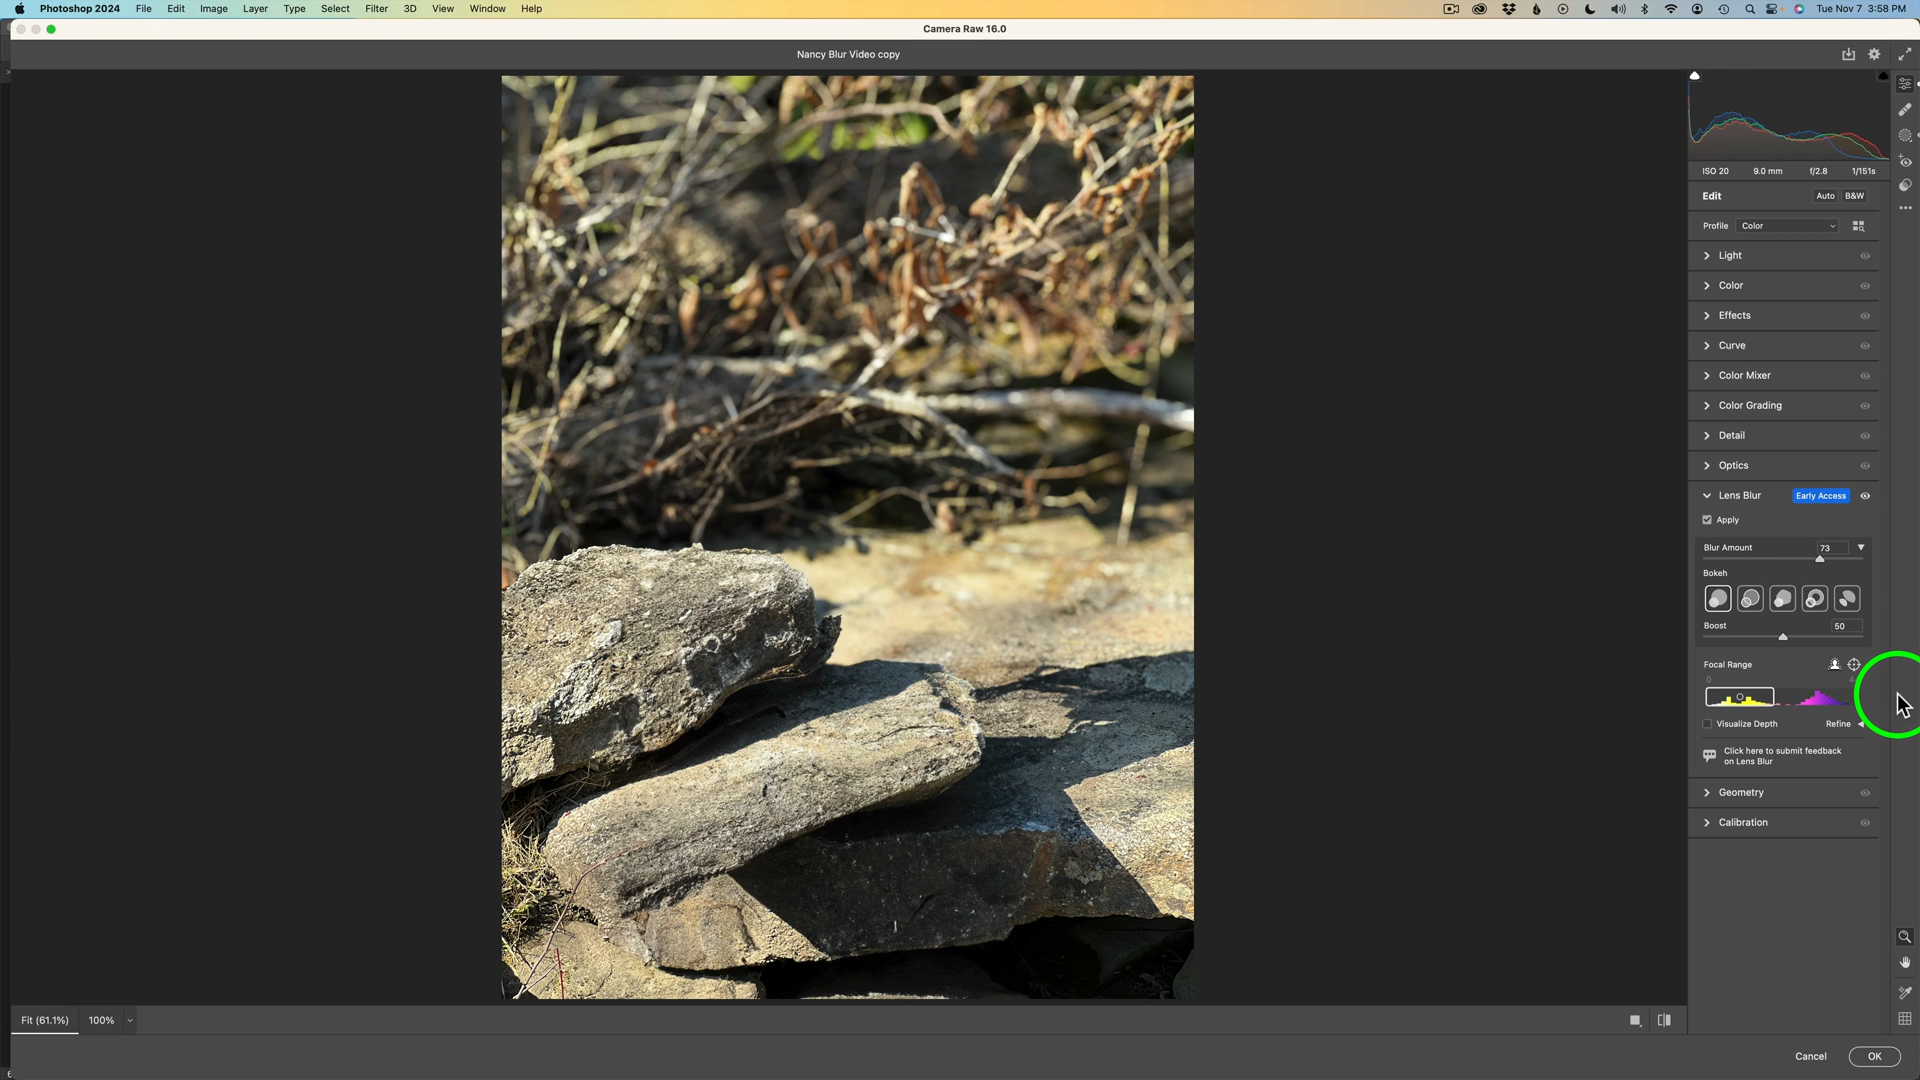 Photoshop 2024 File Edit Image Layer Type Select Filter 3D View Window Help Tue Nov 7 3:58 PM
Camera Raw 16.0
Nancy Blur Video copy
ISO 20 9.0 mm f/2.8 1/151s
Edit Auto B&W
Profile Color
Light
Color
Effects
Curve
Color Mixer
Color Grading
Detail
Optics
Lens Blur Early Access
Apply
Blur Amount 73
Bokeh
Boost 50
Focal Range
0
Visualize Depth Refine
Click here to submit feedback
on Lens Blur
Geometry
Calibration
Fit (61.1%) 100%
Cancel OK